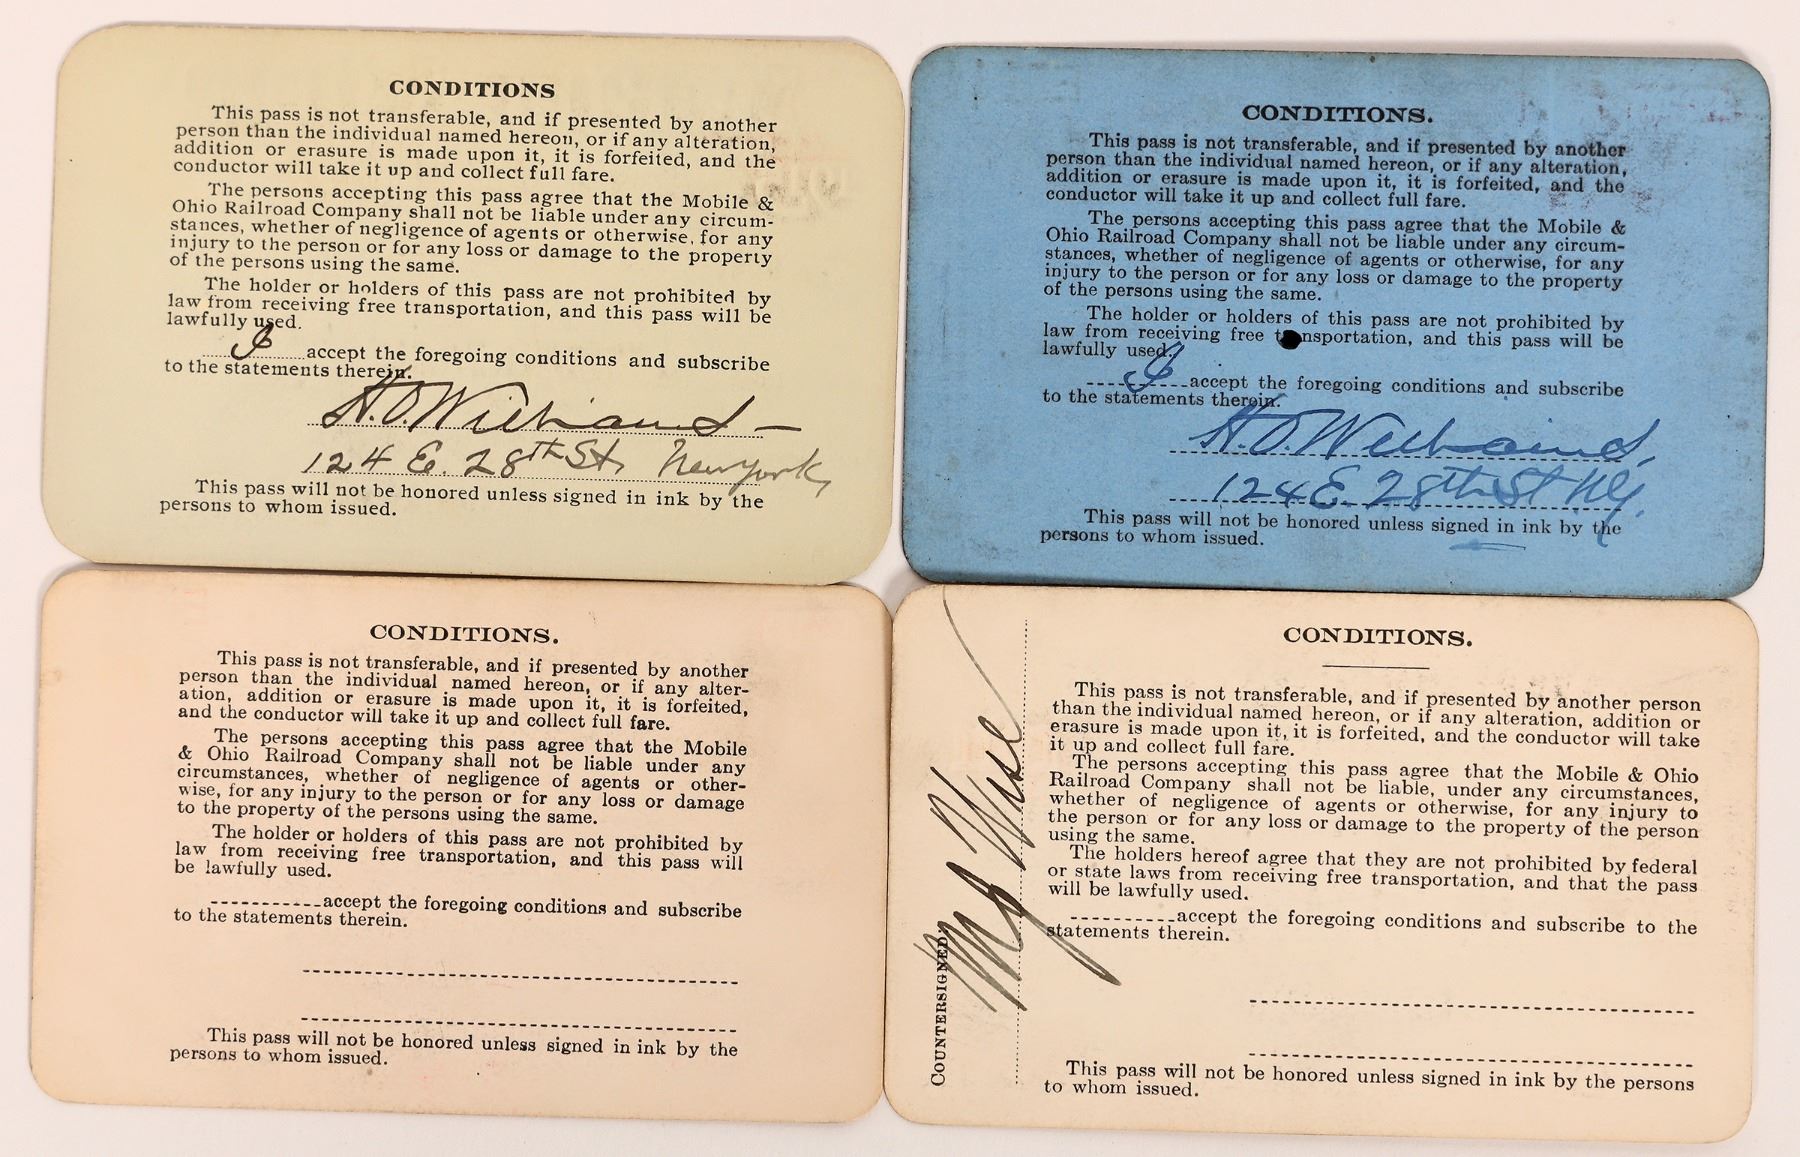 CONDITIONS
This pass is not transferable, and if presented by another
person than the individual named hereon, or if any alteration,
addition or erasure is made upon it, it is forfeited, and the
conductor will take it up and collect full fare.
The persons accepting this pass agree that the Mobile &
Ohio Railroad Company shall not be liable under any circum-
stances, whether of negligence of agents or otherwise, for any
injury to the person or for any loss or damage to the property
of the persons using the same.
The holder or holders of this pass are not prohibited by
law from receiving free transportation, and this pass will be
lawfully used.
I accept the foregoing conditions and subscribe
to the statements therein.
H.O. Williams
124 E. 28th St, New York,
This pass will not be honored unless signed in ink by the
persons to whom issued.
CONDITIONS.
This pass is not transferable, and if presented by another
person than the individual named hereon, or if any alteration,
addition or erasure is made upon it, it is forfeited, and the
conductor will take it up and collect full fare.
The persons accepting this pass agree that the Mobile &
Ohio Railroad Company shall not be liable under any circum-
stances, whether of negligence of agents or otherwise, for any
injury to the person or for any loss or damage to the property
of the persons using the same.
The holder or holders of this pass are not prohibited by
law from receiving free transportation, and this pass will be
lawfully used.
I accept the foregoing conditions and subscribe
to the statements therein.
H.O. Williams,
124 E. 28th St NY.
This pass will not be honored unless signed in ink by the
persons to whom issued.
CONDITIONS.
This pass is not transferable, and if presented by another
person than the individual named hereon, or if any alter-
ation, addition or erasure is made upon it, it is forfeited,
and the conductor will take it up and collect full fare.
The persons accepting this pass agree that the Mobile
& Ohio Railroad Company shall not be liable under any
circumstances, whether of negligence of agents or other-
wise, for any injury to the person or for any loss or damage
to the property of the persons using the same.
The holder or holders of this pass are not prohibited by
law from receiving free transportation, and this pass will
be lawfully used.
accept the foregoing conditions and subscribe
to the statements therein.
This pass will not be honored unless signed in ink by the
persons to whom issued.
COUNTERSIGNED:
Wise
CONDITIONS.
This pass is not transferable, and if presented by another person
than the individual named hereon, or if any alteration, addition or
erasure is made upon it, it is forfeited, and the conductor will take
it up and collect full fare.
The persons accepting this pass agree that the Mobile & Ohio
Railroad Company shall not be liable, under any circumstances,
whether of negligence of agents or otherwise, for any injury to
the person or for any loss or damage to the property of the person
using the same.
The holders hereof agree that they are not prohibited by federal
or state laws from receiving free transportation, and that the pass
will be lawfully used.
accept the foregoing conditions and subscribe to the
statements therein.
This pass will not be honored unless signed in ink by the persons
to whom issued.